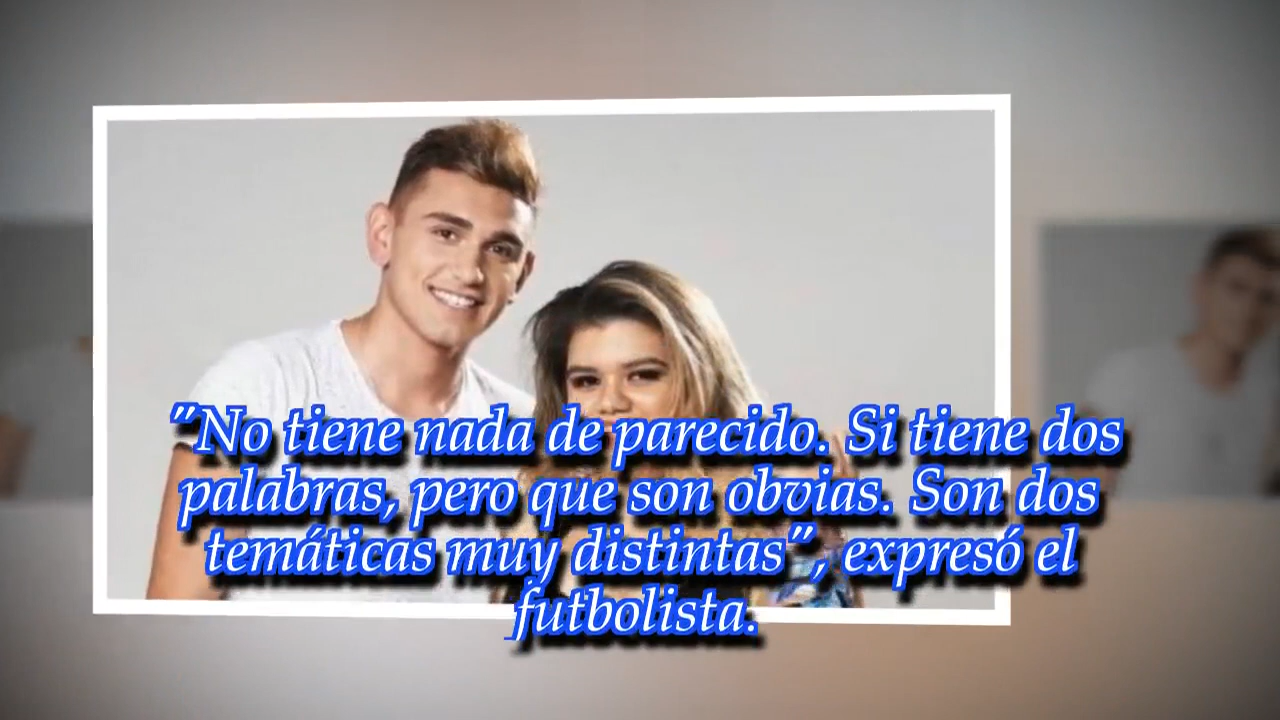 "No tiene nada de parecido. Si tiene dos
palabras, pero que son obvias. Son dos
temáticas muy distintas", expresó el
futbolista.